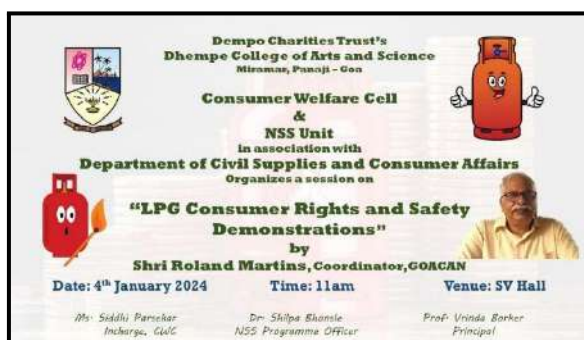 Dempo Charities Trust's
Dhempe College of Arts and Science
Miramar, Panaji – Goa
Consumer Welfare Cell
&
NSS Unit
in association with
Department of Civil Supplies and Consumer Affairs
Organizes a session on
“LPG Consumer Rights and Safety
Demonstrations”
by
Shri Roland Martins, Coordinator,GOACAN
Date: 4th January 2024 Time: 11am Venue: SV Hall
Ms. Siddhi Parsekar Dr. Shilpa Bhonsle Prof. Vrinda Borker
Incharge, CWC NSS Programme Officer Principal